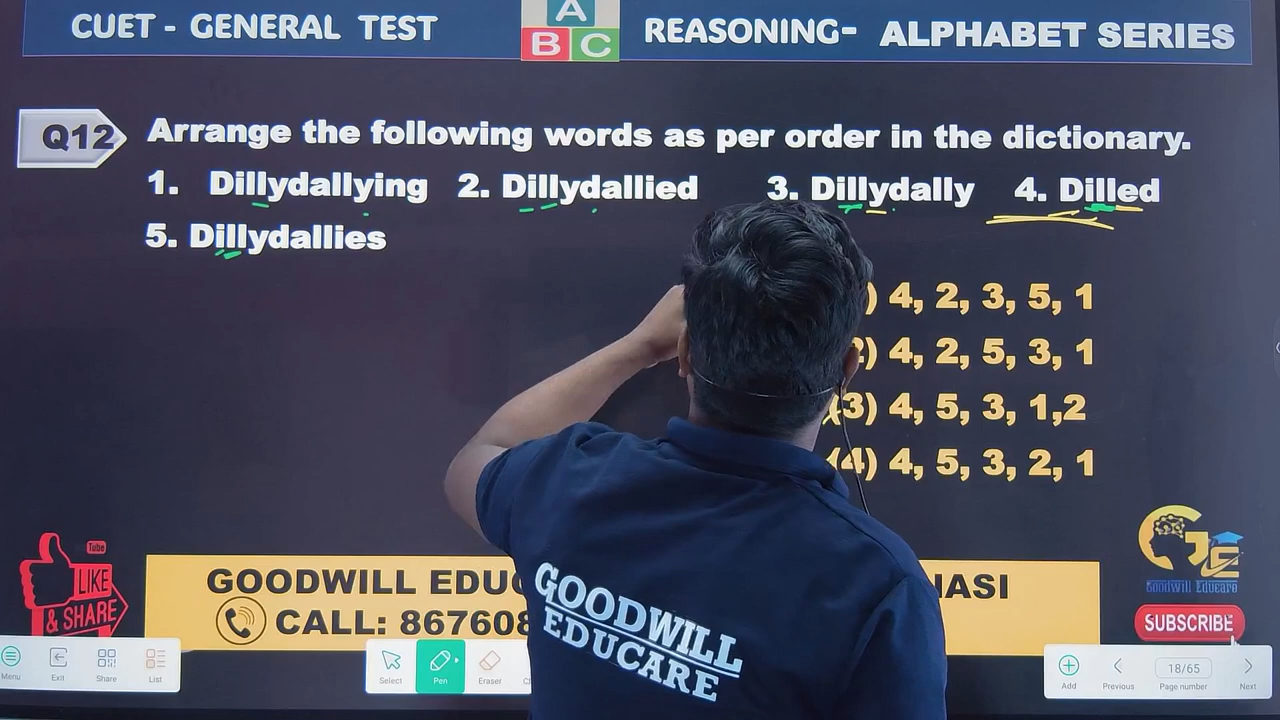 CUET - GENERAL TEST
A
B C
REASONING- ALPHABET SERIES
Q12 Arrange the following words as per order in the dictionary.
1. Dillydallying 2. Dillydallied 3. Dillydally 4. Dilled
5. Dillydallies
) 4, 2, 3, 5, 1
2) 4, 2, 5, 3, 1
(3) 4, 5, 3, 1,2
(4) 4, 5, 3, 2, 1
Tube
LIKE
& SHARE
GOODWILL EDUC
CALL: 867608
GOODWILL
EDUCARE
Goodwill Educare
SUBSCRIBE
Menu Exit Share List
Select Pen Eraser
Add Previous 18/65 Page number Next